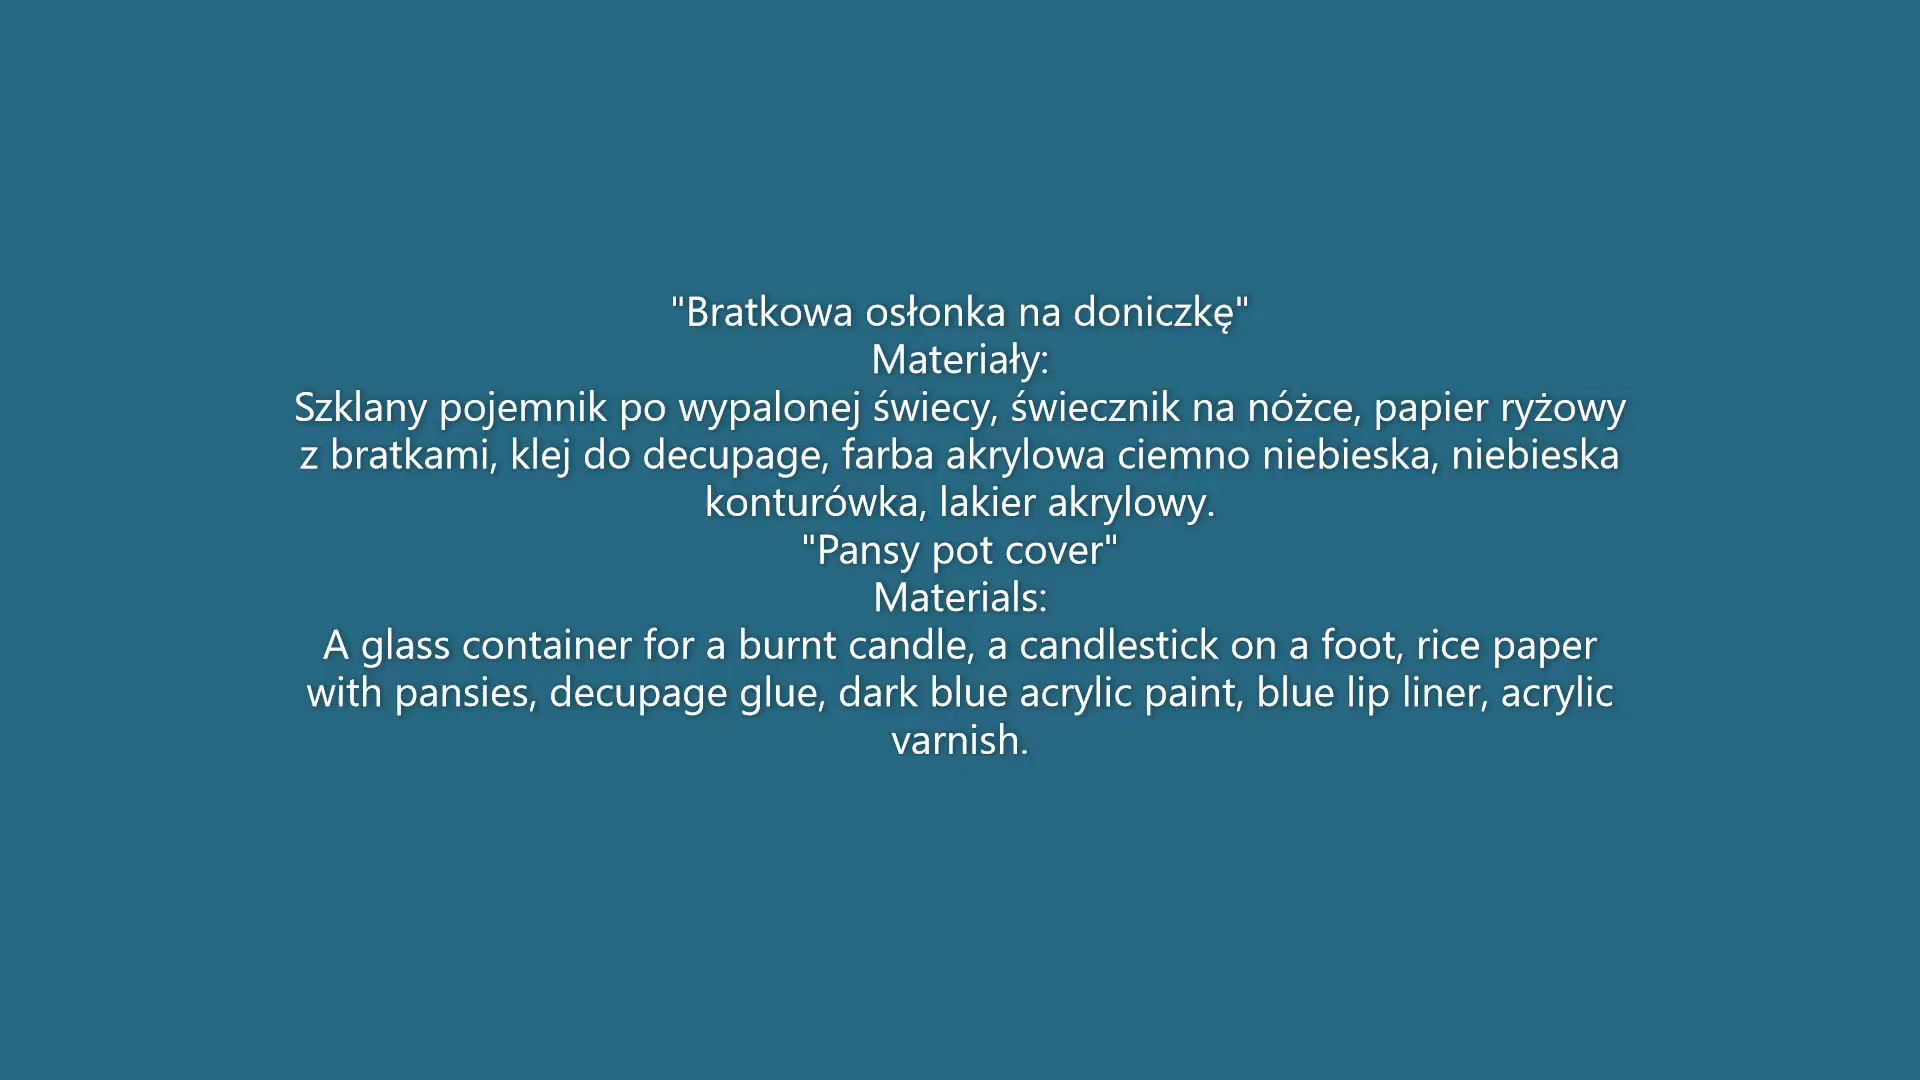 "Bratkowa osłonka na doniczkę"
Materiały:
Szklany pojemnik po wypalonej świecy, świecznik na nóżce, papier ryżowy
z bratkami, klej do decupage, farba akrylowa ciemno niebieska, niebieska
konturówka, lakier akrylowy.
"Pansy pot cover"
Materials:
A glass container for a burnt candle, a candlestick on a foot, rice paper
with pansies, decupage glue, dark blue acrylic paint, blue lip liner, acrylic
varnish.